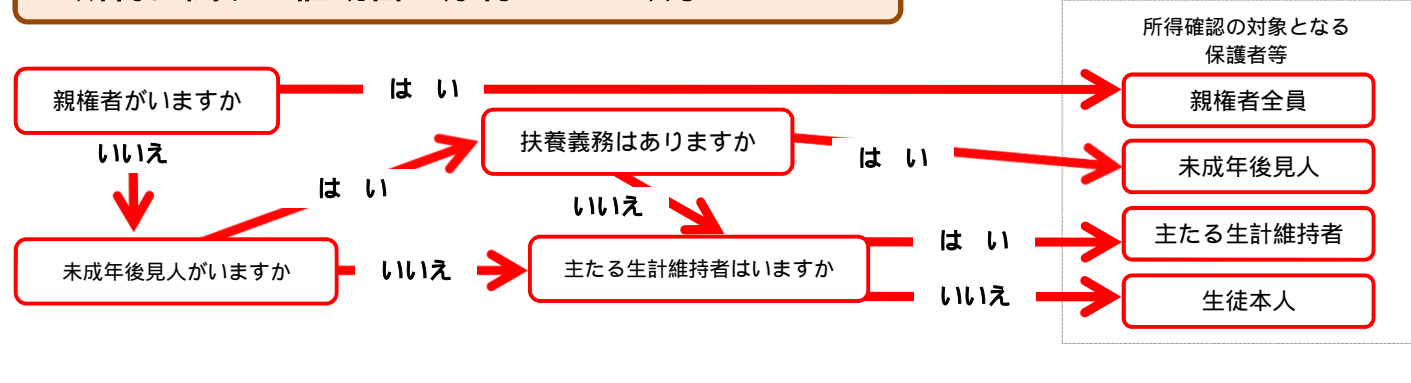 所得確認の対象となる
保護者等
親権者がいますか
は　い
親権者全員
いいえ
扶養義務はありますか
は　い
未成年後見人
は　い
いいえ
主たる生計維持者
未成年後見人がいますか
いいえ
主たる生計維持者はいますか
は　い
いいえ
生徒本人